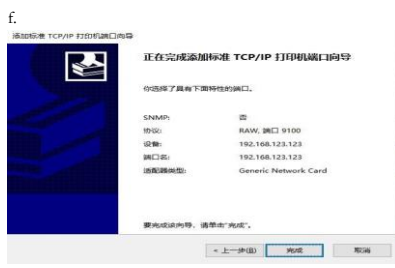 f.
添加标准 TCP/IP 打印机端口向导
正在完成添加标准 TCP/IP 打印机端口向导
你选择了具有下面特性的端口。
SNMP: 否
协议: RAW, 端口 9100
设备: 192.168.123.123
端口名: 192.168.123.123
适配器类型: Generic Network Card
要完成该向导，请单击"完成"。
< 上一步(B) 完成 取消